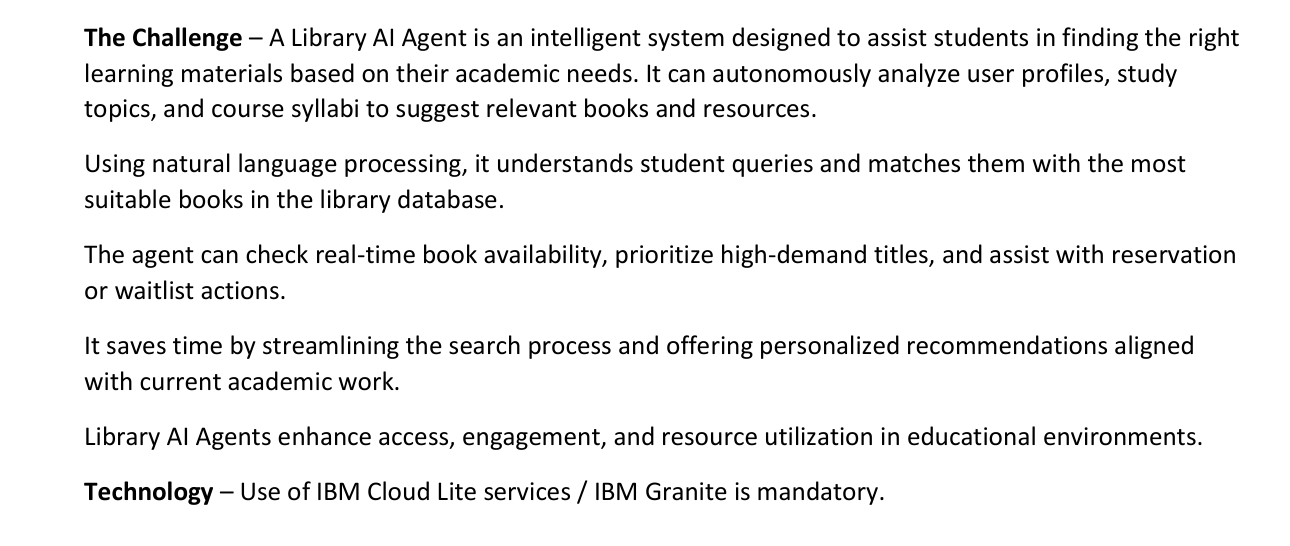 The Challenge – A Library AI Agent is an intelligent system designed to assist students in finding the right
learning materials based on their academic needs. It can autonomously analyze user profiles, study
topics, and course syllabi to suggest relevant books and resources.
Using natural language processing, it understands student queries and matches them with the most
suitable books in the library database.
The agent can check real-time book availability, prioritize high-demand titles, and assist with reservation
or waitlist actions.
It saves time by streamlining the search process and offering personalized recommendations aligned
with current academic work.
Library AI Agents enhance access, engagement, and resource utilization in educational environments.
Technology – Use of IBM Cloud Lite services / IBM Granite is mandatory.